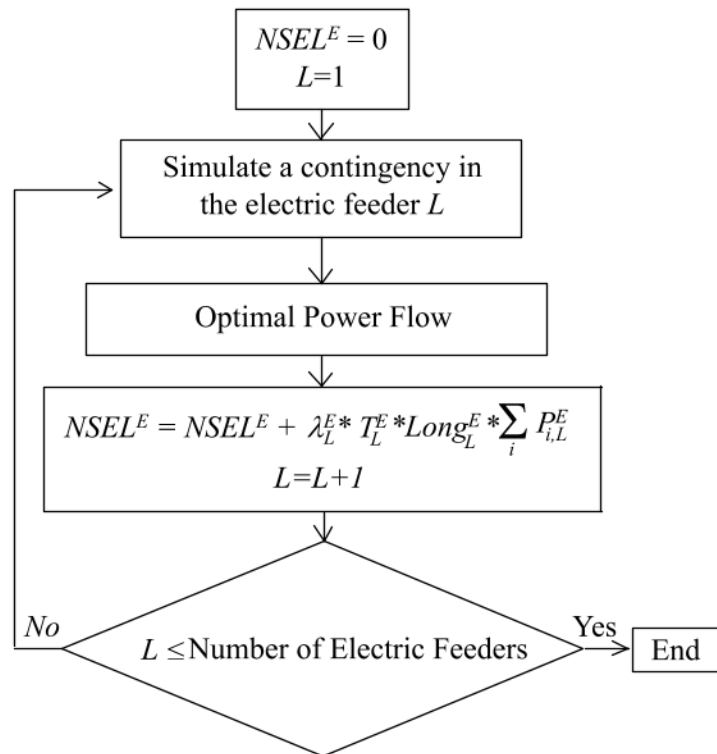 NSEL^E = 0
L=1
Simulate a contingency in
the electric feeder L
Optimal Power Flow
NSEL^E = NSEL^E + λ_L^E* T_L^E*Long_L^E*∑_i P_{i,L}^E
L=L+1
No
L ≤Number of Electric Feeders
Yes
End